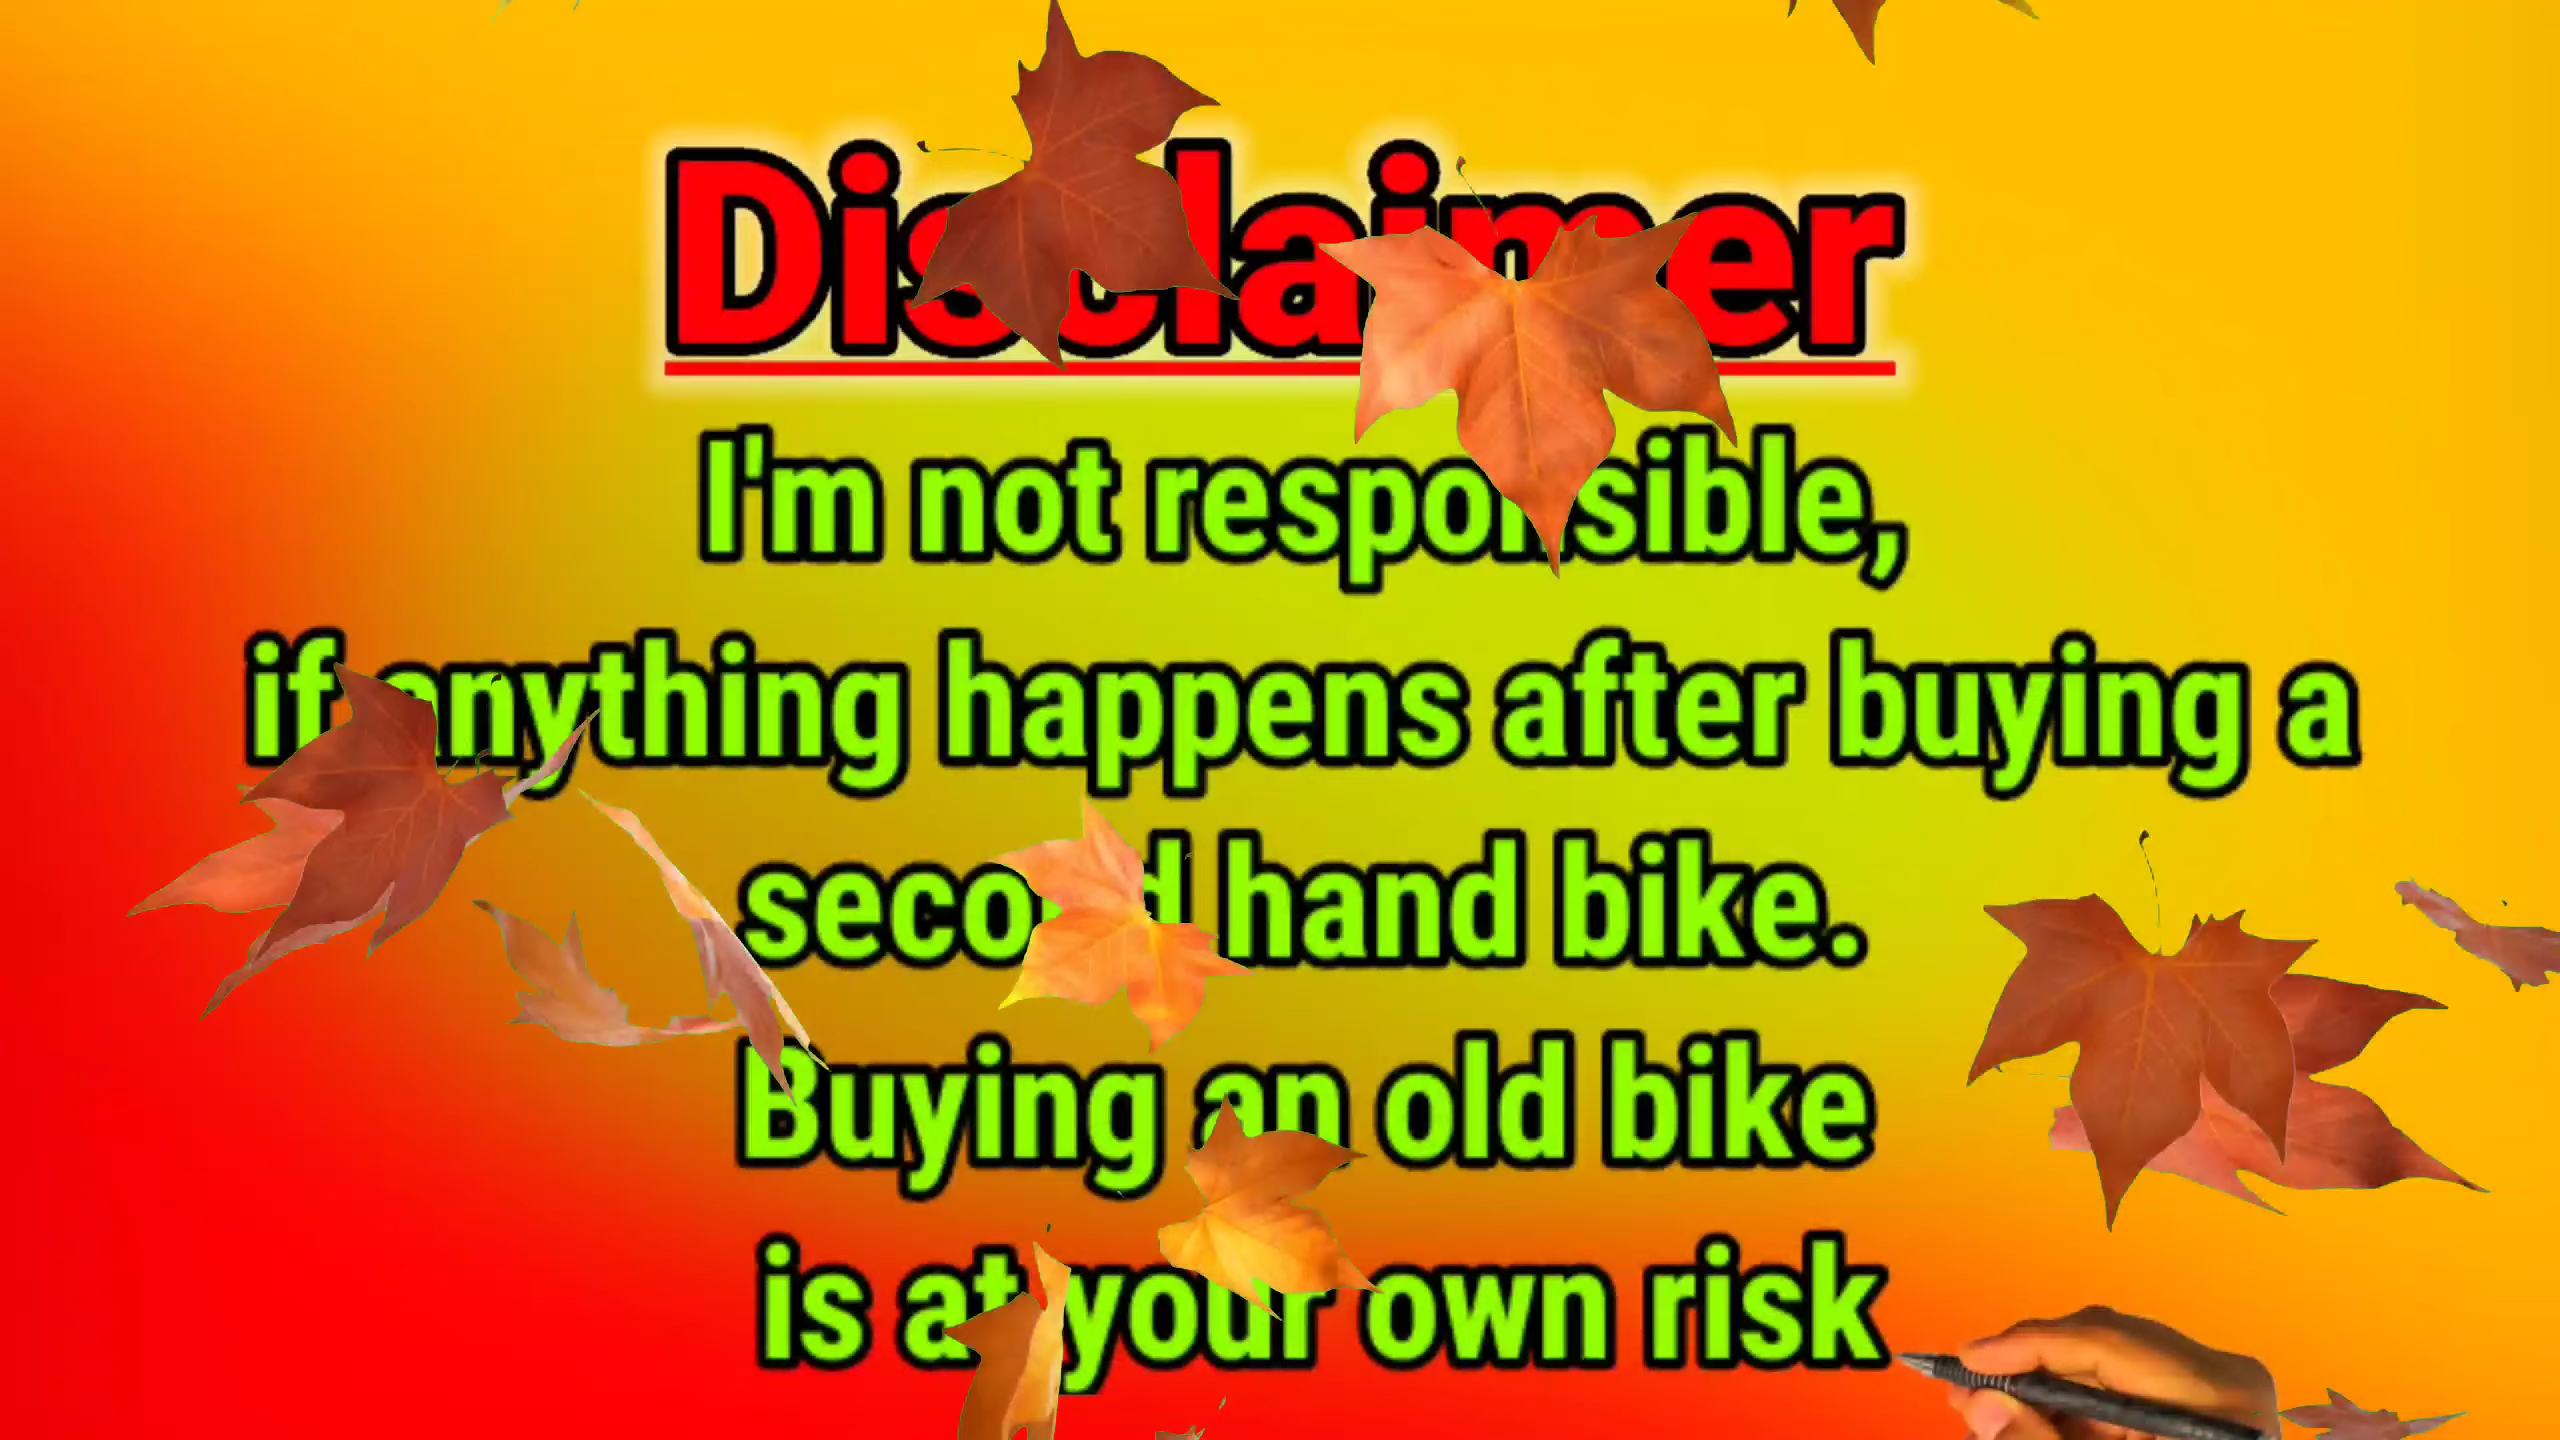 Disclaimer
I'm not responsible,
if anything happens after buying a
second hand bike.
Buying an old bike
is at your own risk